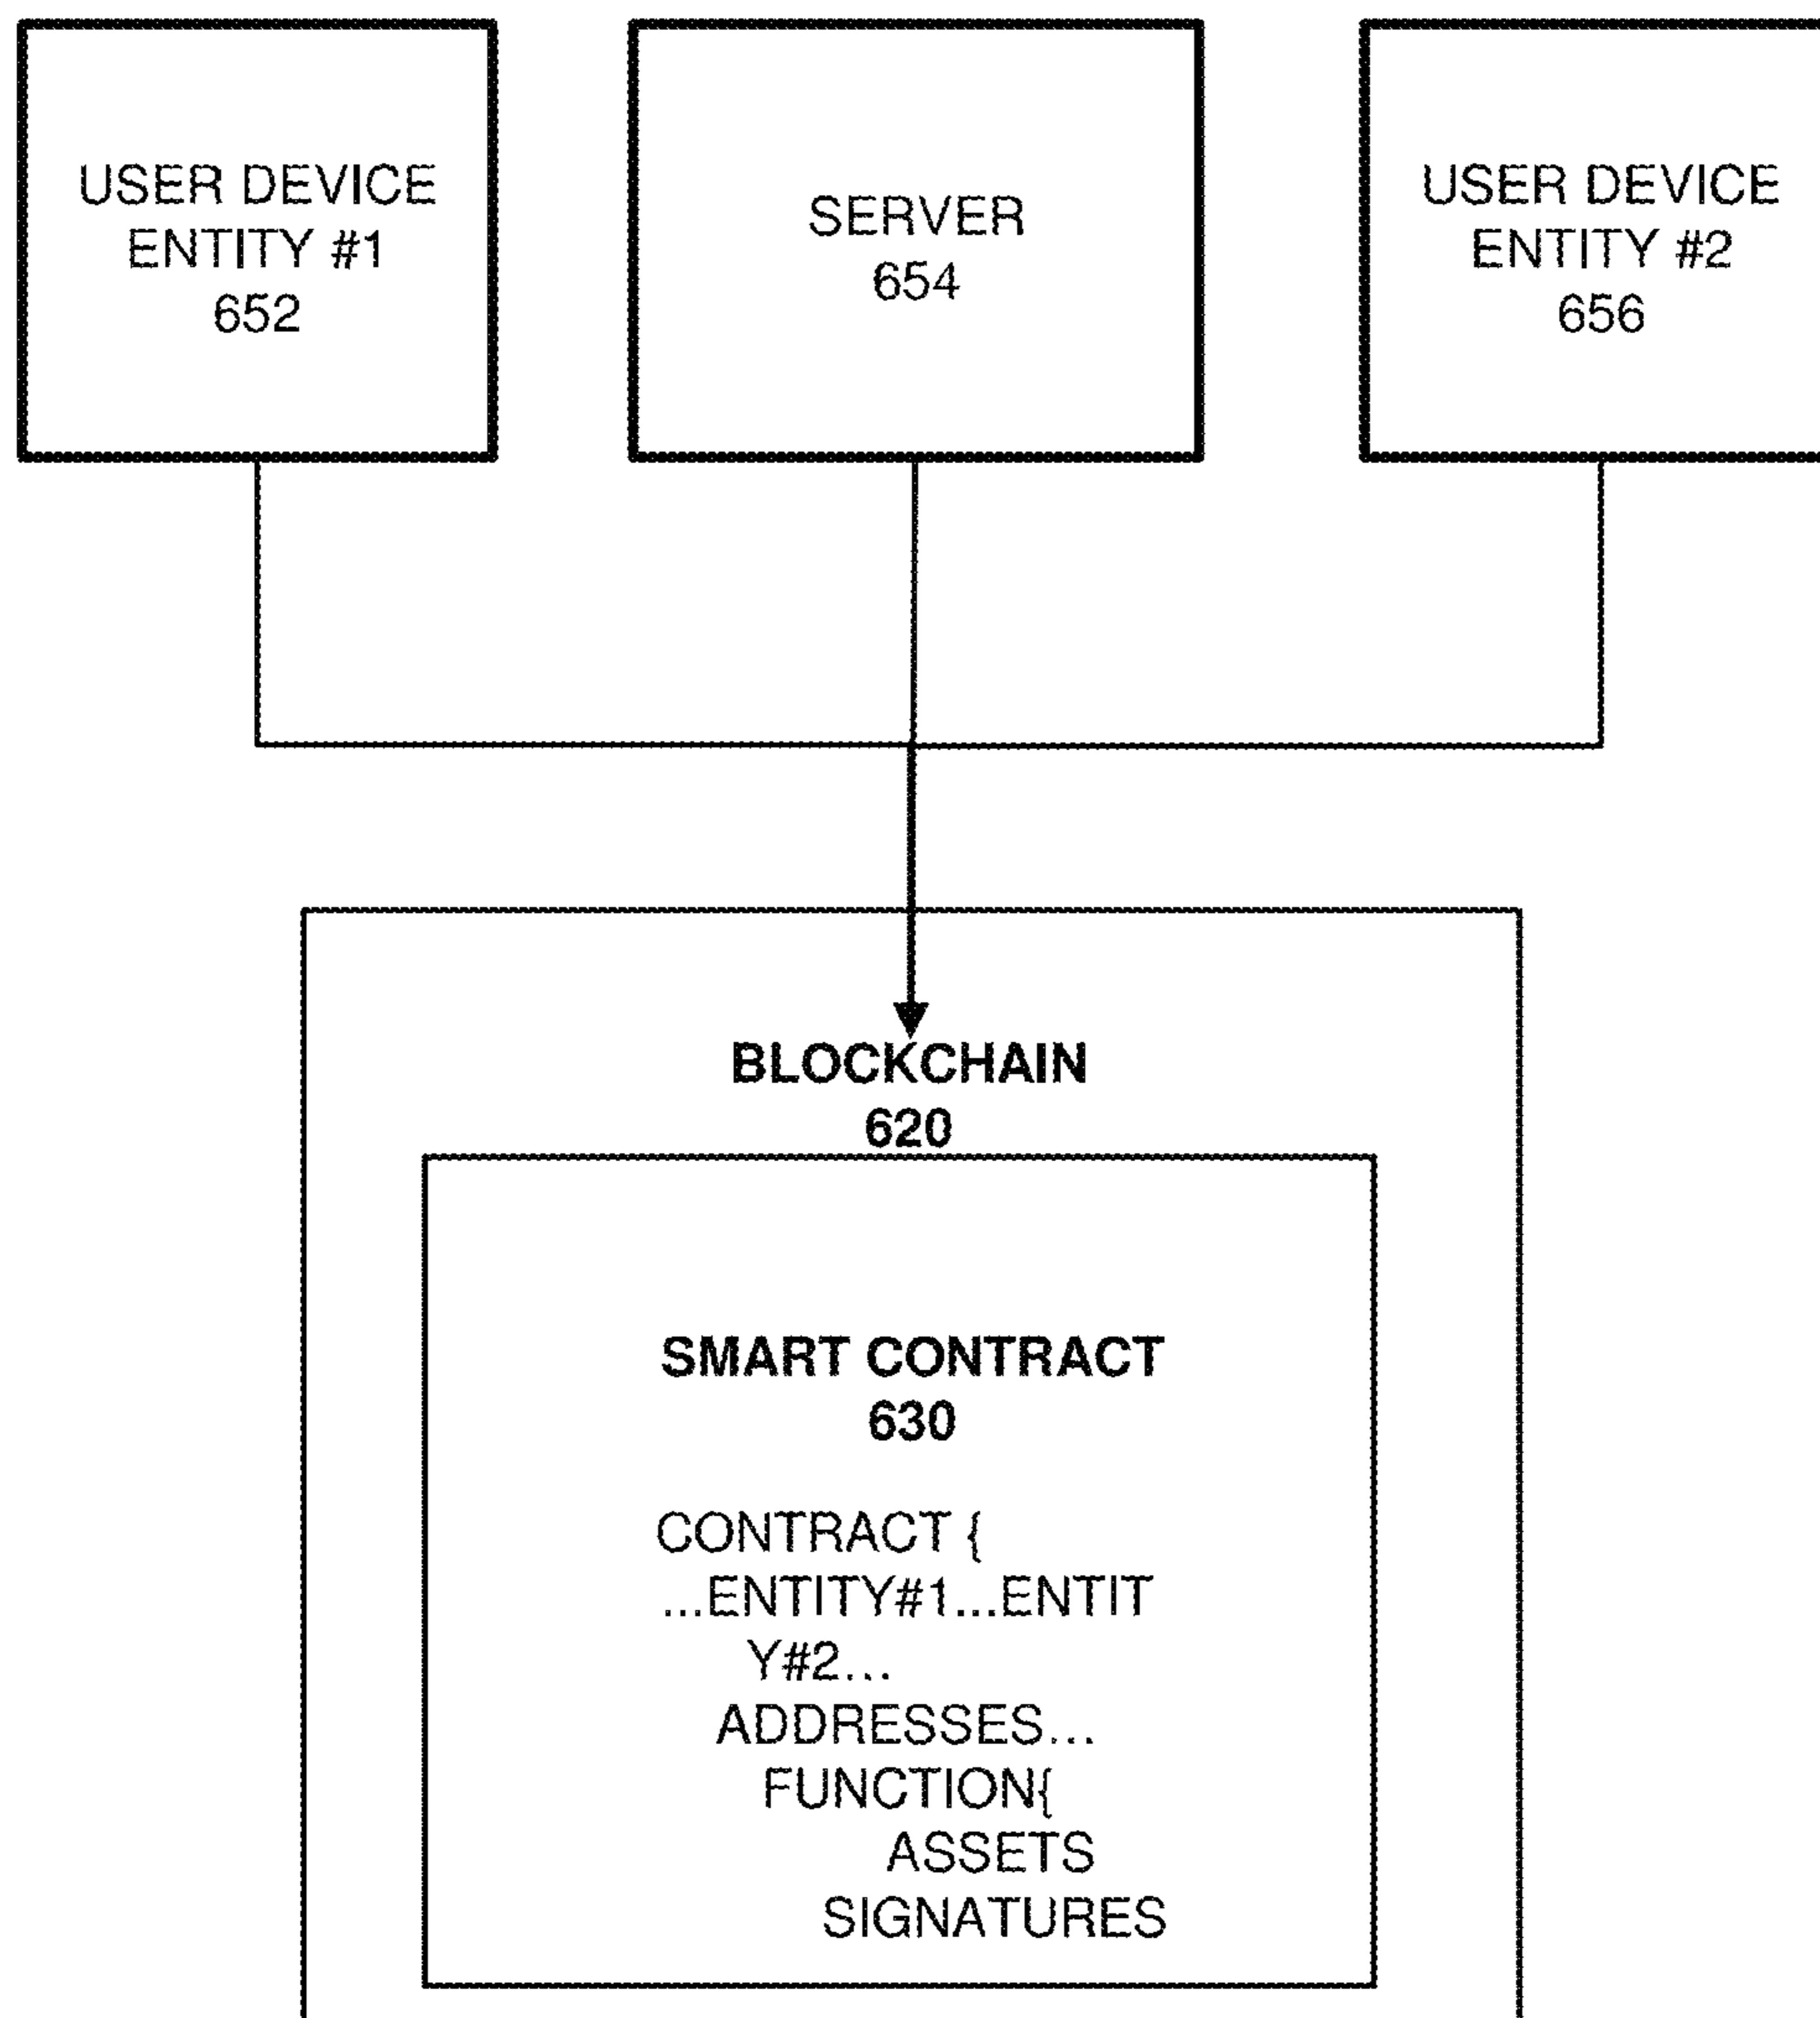 USER DEVICE
ENTITY #1
652
SERVER
654
USER DEVICE
ENTITY #2
656
BLOCKCHAIN
620
SMART CONTRACT
630
CONTRACT {
...ENTITY#1...ENTIT
Y#2...
ADDRESSES...
FUNCTION{
ASSETS
SIGNATURES